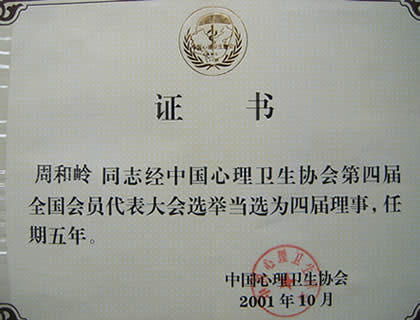 证书
周和岭 同志经中国心理卫生协会第四届
全国会员代表大会选举当选为四届理事，任
期五年。
中国心理卫生协会
2001年10月